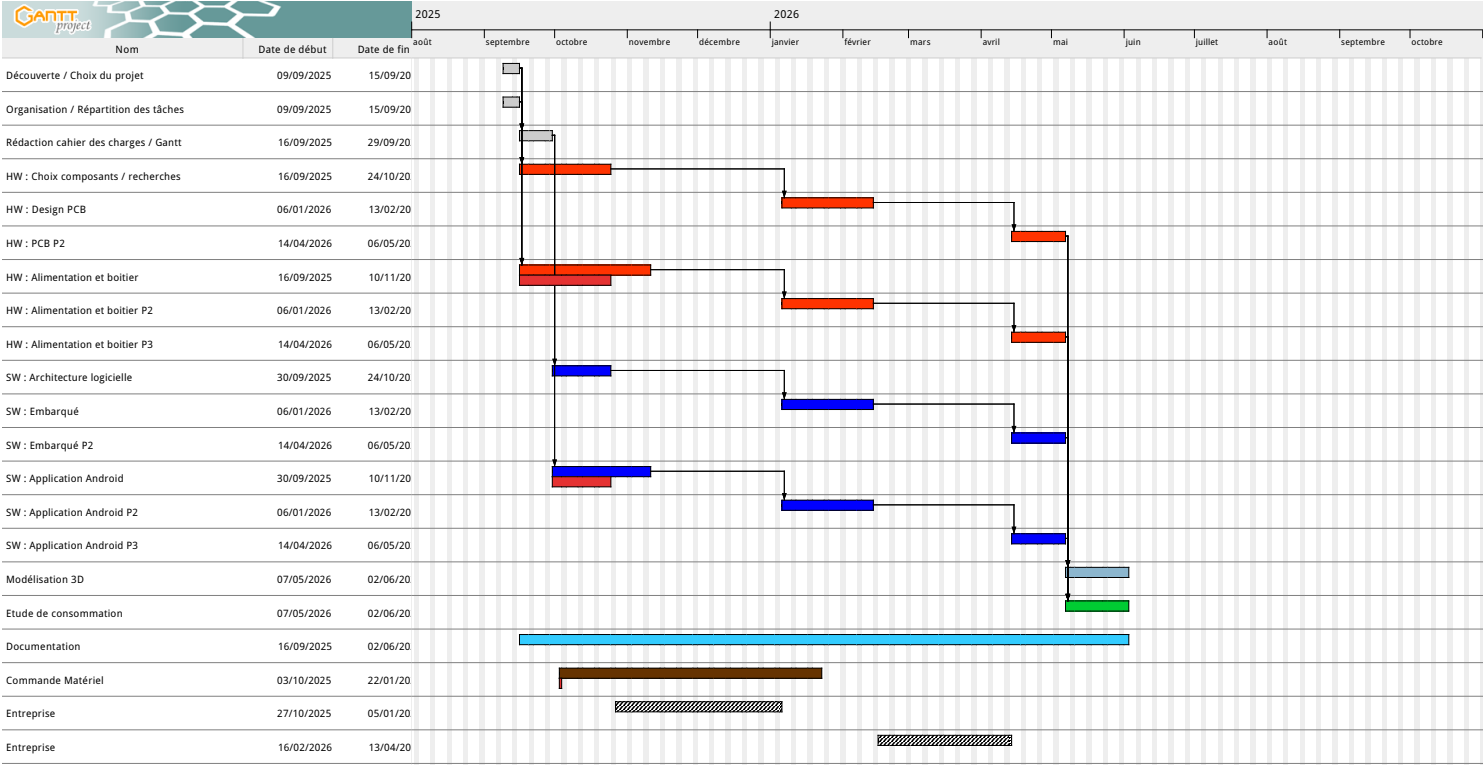 GANTT project
2025
2026
Nom Date de début Date de fin
août septembre octobre novembre décembre janvier février mars avril mai juin juillet août septembre octobre
Découverte / Choix du projet 09/09/2025 15/09/20
Organisation / Répartition des tâches 09/09/2025 15/09/20
Rédaction cahier des charges / Gantt 16/09/2025 29/09/20
HW : Choix composants / recherches 16/09/2025 24/10/20
HW : Design PCB 06/01/2026 13/02/20
HW : PCB P2 14/04/2026 06/05/20
HW : Alimentation et boitier 16/09/2025 10/11/20
HW : Alimentation et boitier P2 06/01/2026 13/02/20
HW : Alimentation et boitier P3 14/04/2026 06/05/20
SW : Architecture logicielle 30/09/2025 24/10/20
SW : Embarqué 06/01/2026 13/02/20
SW : Embarqué P2 14/04/2026 06/05/20
SW : Application Android 30/09/2025 10/11/20
SW : Application Android P2 06/01/2026 13/02/20
SW : Application Android P3 14/04/2026 06/05/20
Modélisation 3D 07/05/2026 02/06/20
Etude de consommation 07/05/2026 02/06/20
Documentation 16/09/2025 02/06/20
Commande Matériel 03/10/2025 22/01/20
Entreprise 27/10/2025 05/01/20
Entreprise 16/02/2026 13/04/20